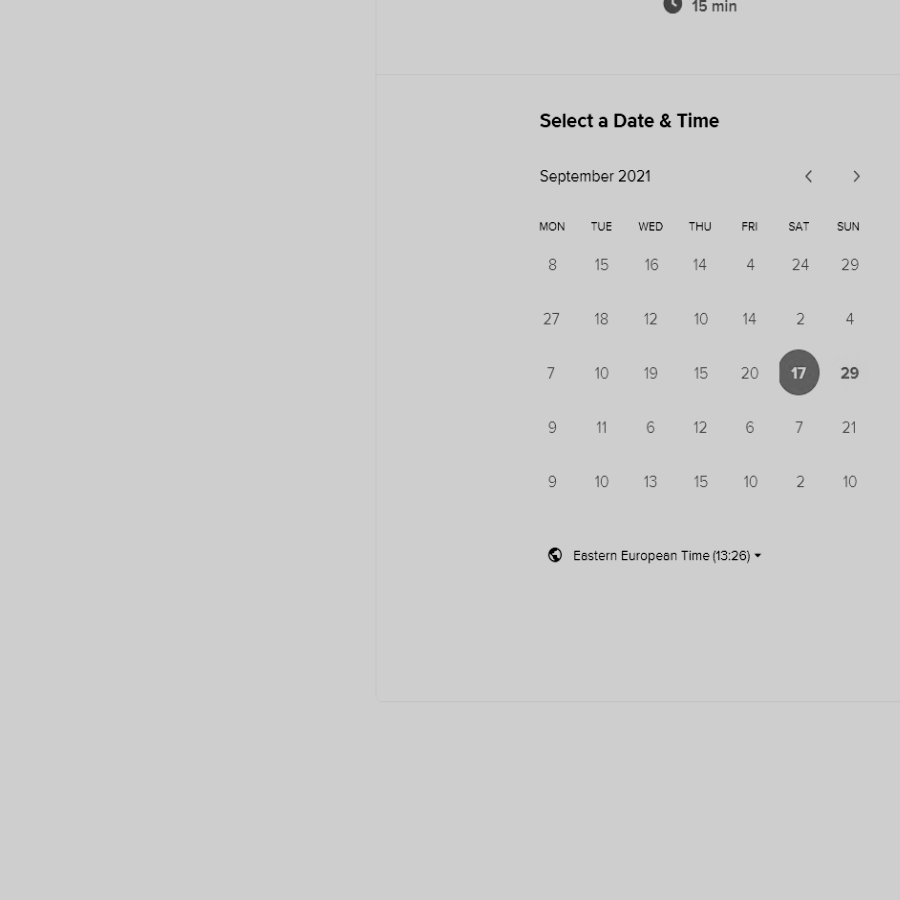 15 min
Select a Date & Time
September 2021
MON TUE WED THU FRI SAT SUN
8 15 16 14 4 24 29
27 18 12 10 14 2 4
7 10 19 15 20 17 29
9 11 6 12 6 7 21
9 10 13 15 10 2 10
Eastern European Time (13:26)